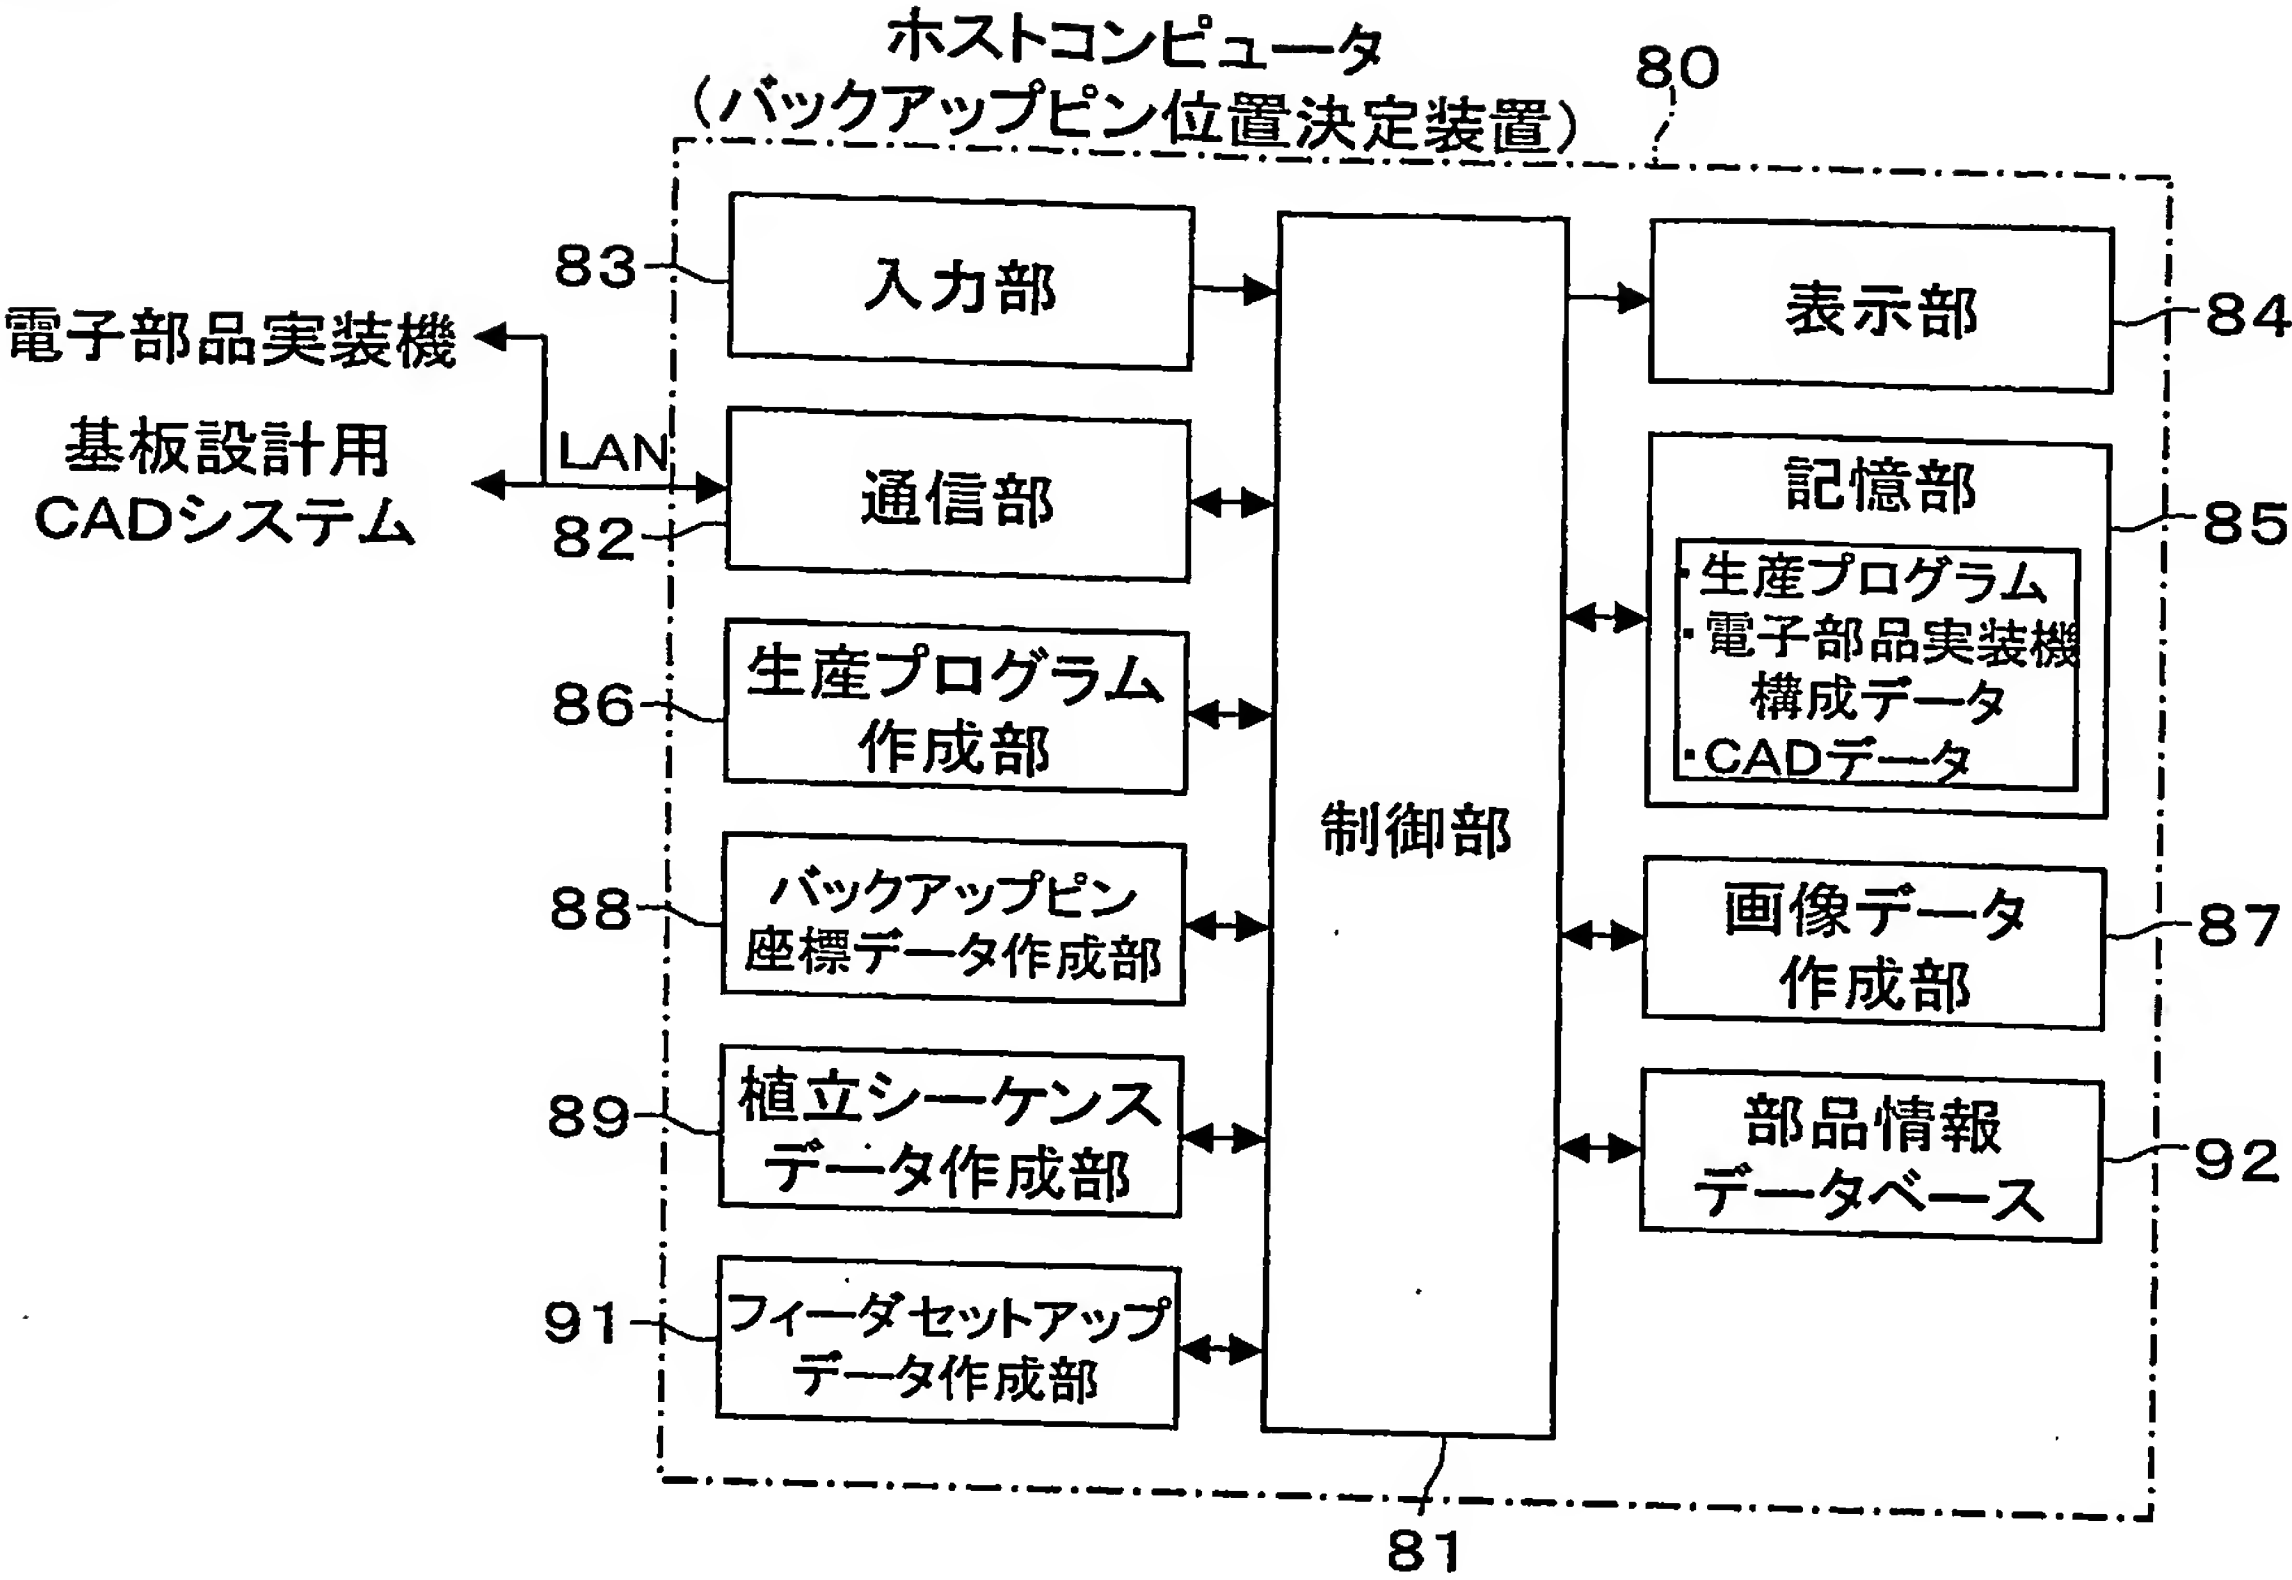 ホストコンピュータ
(バックアップピン位置決定装置)
80
83
入力部
表示部
84
電子部品実装機
基板設計用
CADシステム
LAN
82
通信部
記憶部
85
・生産プログラム
・電子部品実装機
構成データ
・CADデータ
86
生産プログラム
作成部
制御部
88
バックアップピン
座標データ作成部
画像データ
作成部
87
89
植立シーケンス
データ作成部
部品情報
データベース
92
91
フィーダセットアップ
データ作成部
81